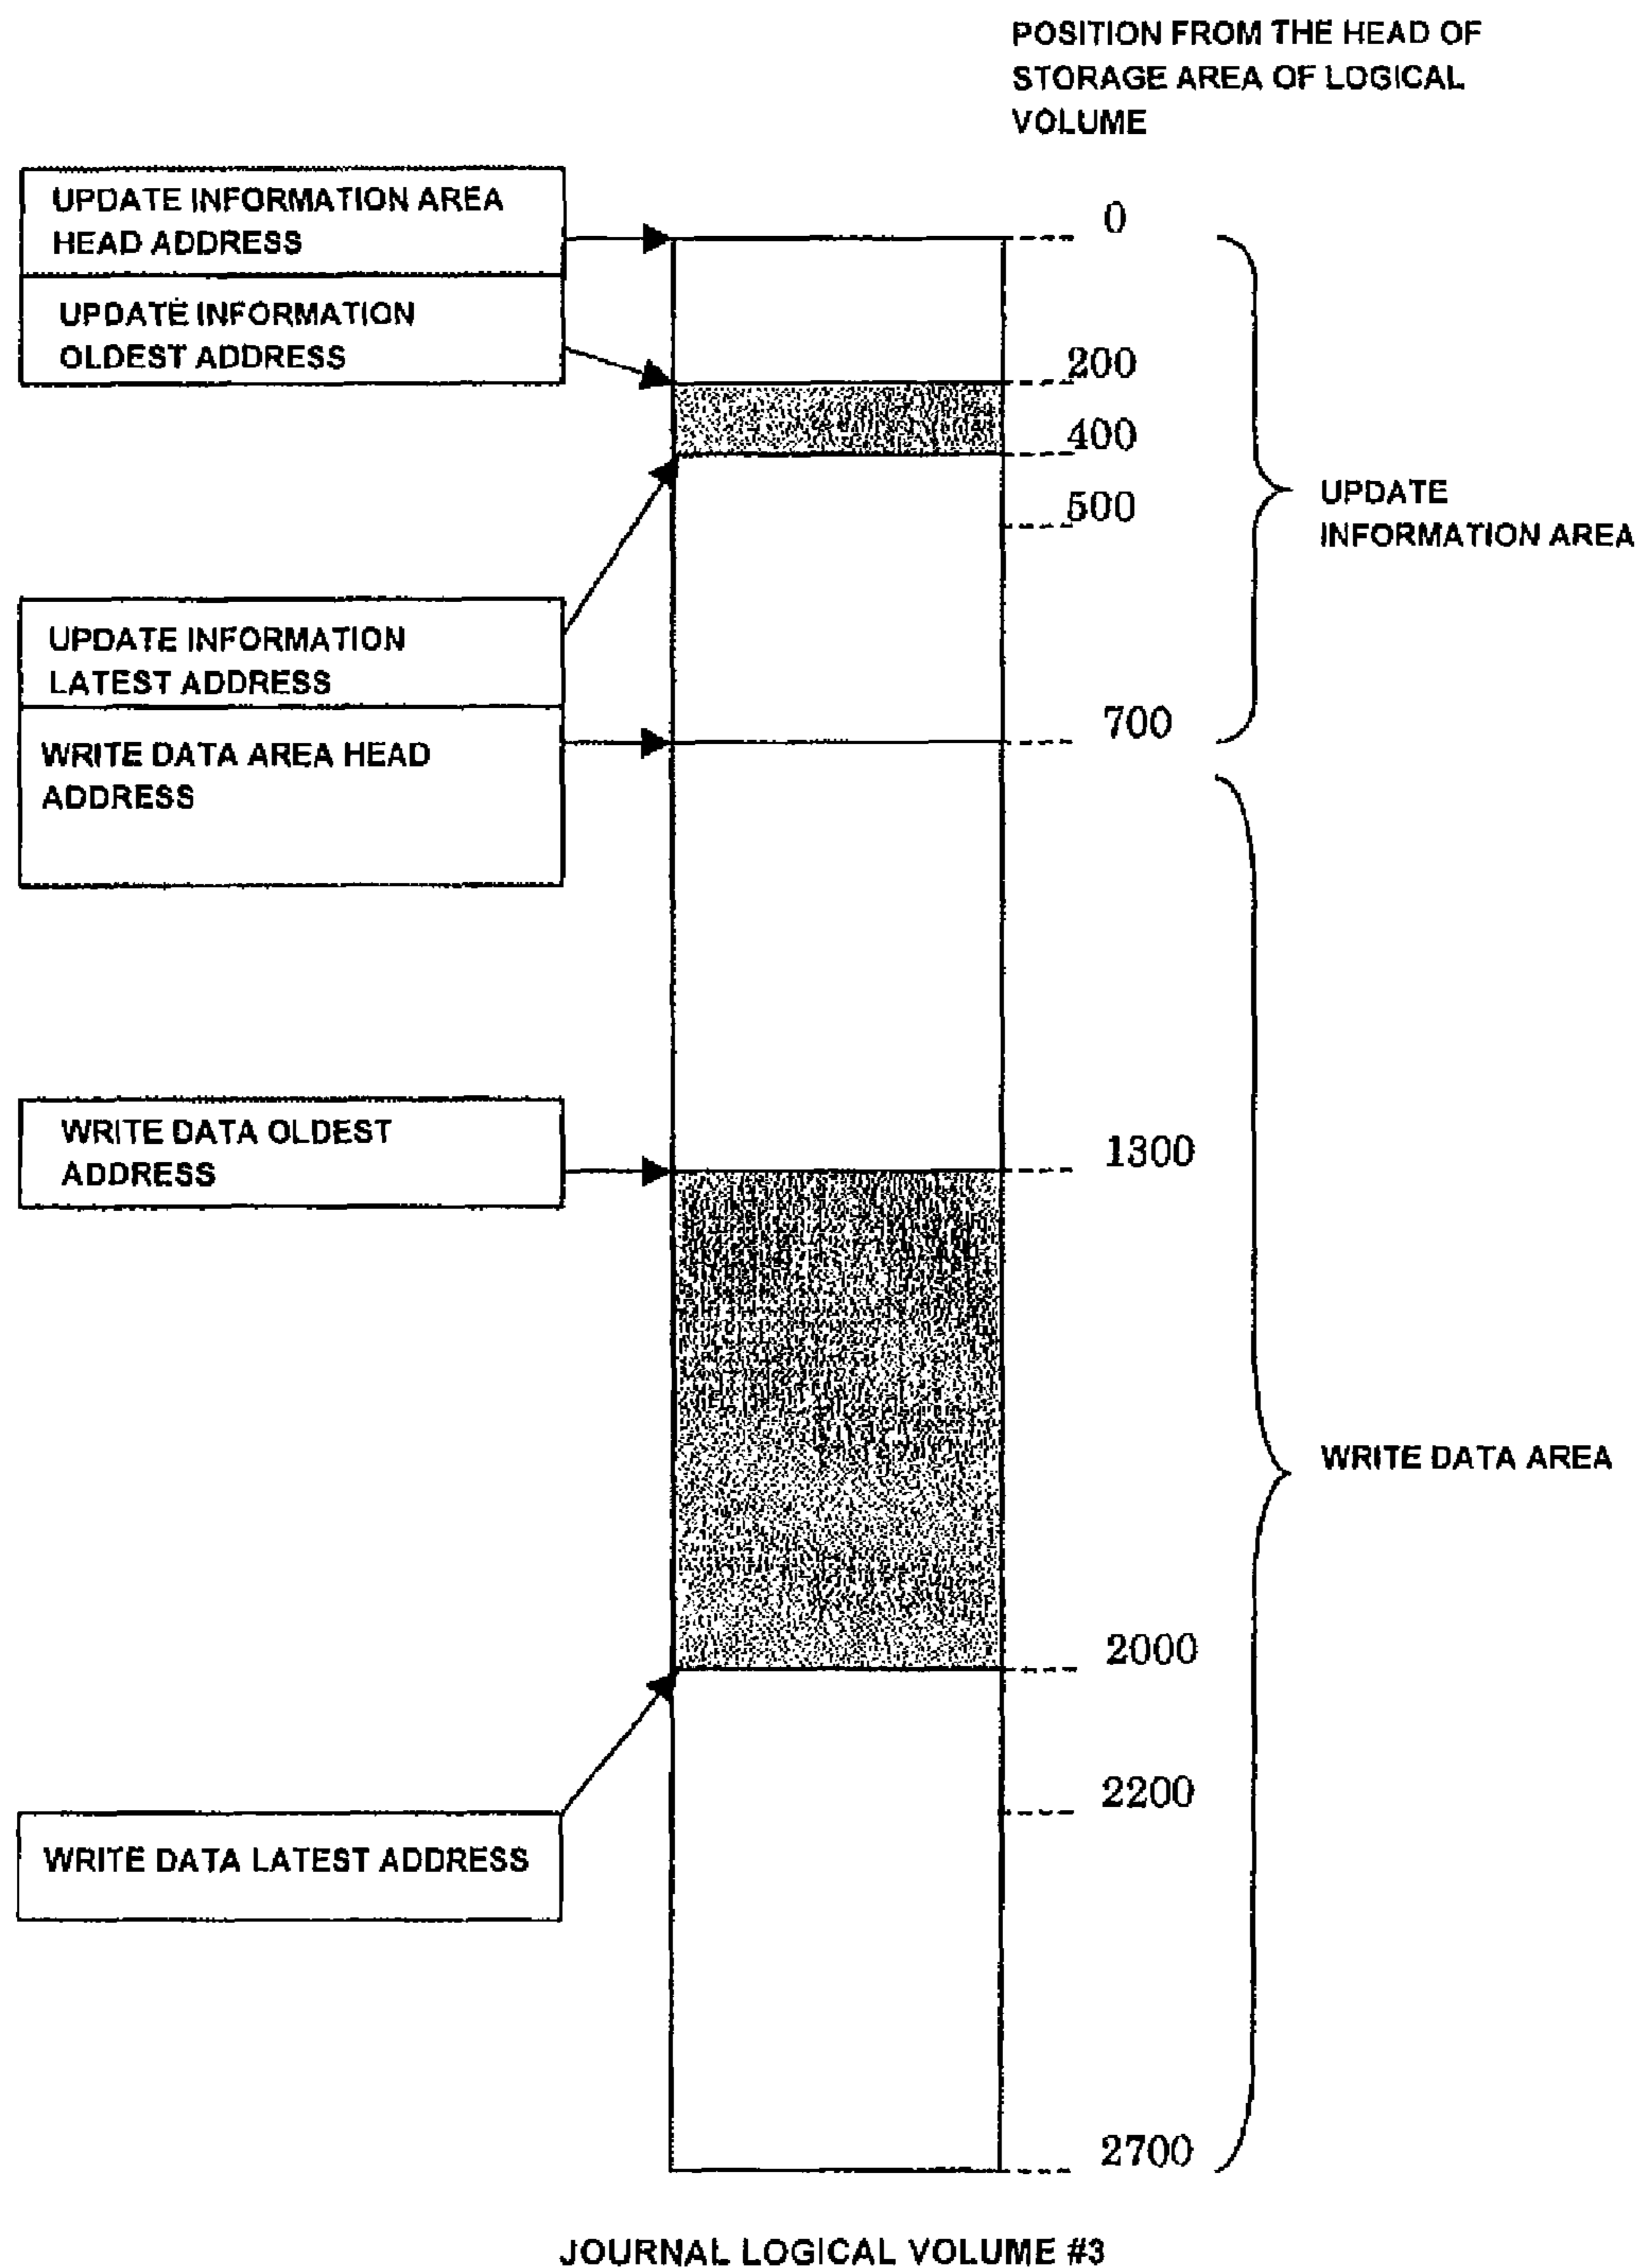 POSITION FROM THE HEAD OF
STORAGE AREA OF LOGICAL
VOLUME
UPDATE INFORMATION AREA
HEAD ADDRESS
0
UPDATE INFORMATION
OLDEST ADDRESS
200
400
500
UPDATE
INFORMATION AREA
UPDATE INFORMATION
LATEST ADDRESS
700
WRITE DATA AREA HEAD
ADDRESS
WRITE DATA OLDEST
ADDRESS
1300
WRITE DATA AREA
2000
2200
WRITE DATA LATEST ADDRESS
2700
JOURNAL LOGICAL VOLUME #3